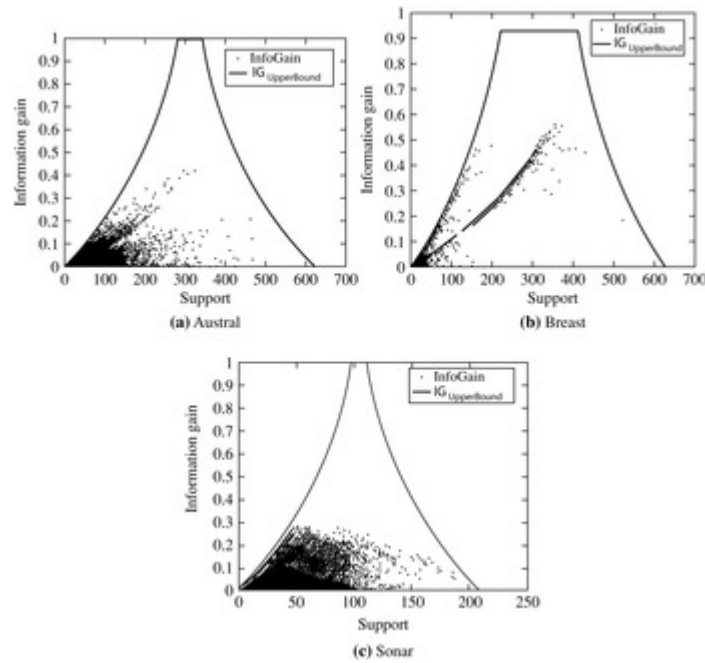 1
0.9
0.8
0.7
0.6
0.5
0.4
0.3
0.2
0.1
0
Information gain
InfoGain
IG UpperBound
0 100 200 300 400 500 600 700
Support
(a) Austral
1
0.9
0.8
0.7
0.6
0.5
0.4
0.3
0.2
0.1
0
Information gain
InfoGain
IG UpperBound
0 100 200 300 400 500 600 700
Support
(b) Breast
1
0.9
0.8
0.7
0.6
0.5
0.4
0.3
0.2
0.1
0
Information gain
InfoGain
IG UpperBound
0 50 100 150 200 250
Support
(c) Sonar